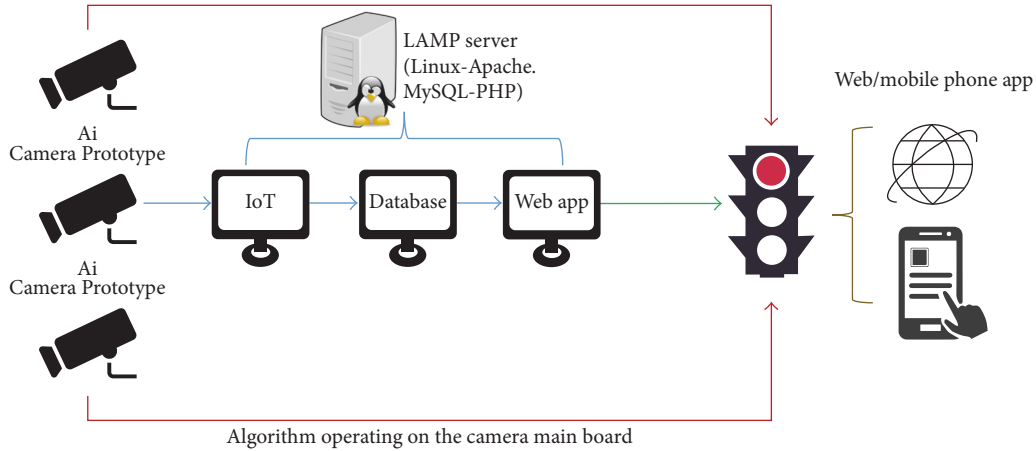 LAMP server
(Linux-Apache.
MySQL-PHP)
Web/mobile phone app
Ai
Camera Prototype
IoT
Database
Web app
Ai
Camera Prototype
Algorithm operating on the camera main board